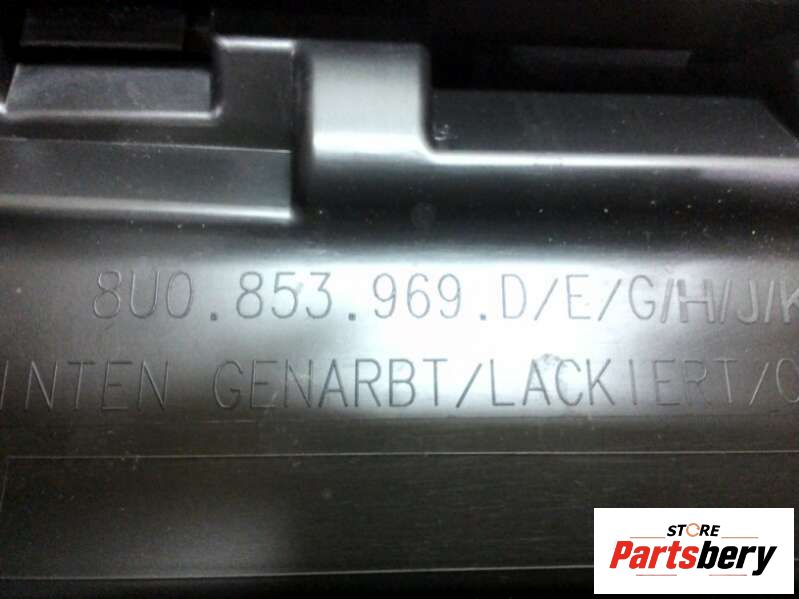 8U0.853.969.D/E/G/H/J/K
INTEN GENARBT/LACKIERT/
STORE
Partsbery